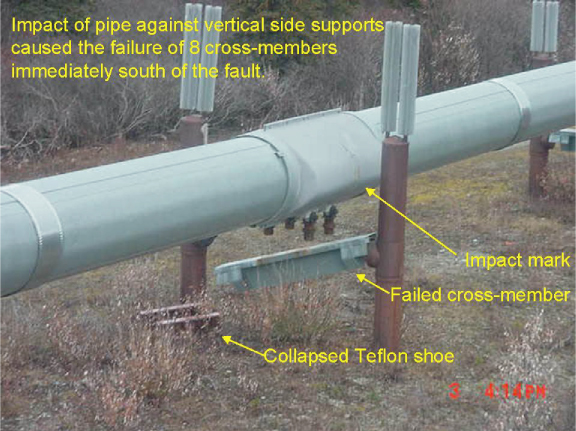 Impact of pipe against vertical side supports
caused the failure of 8 cross-members
immediately south of the fault.
Impact mark
Failed cross-member
Collapsed Teflon shoe
3 4:14PM